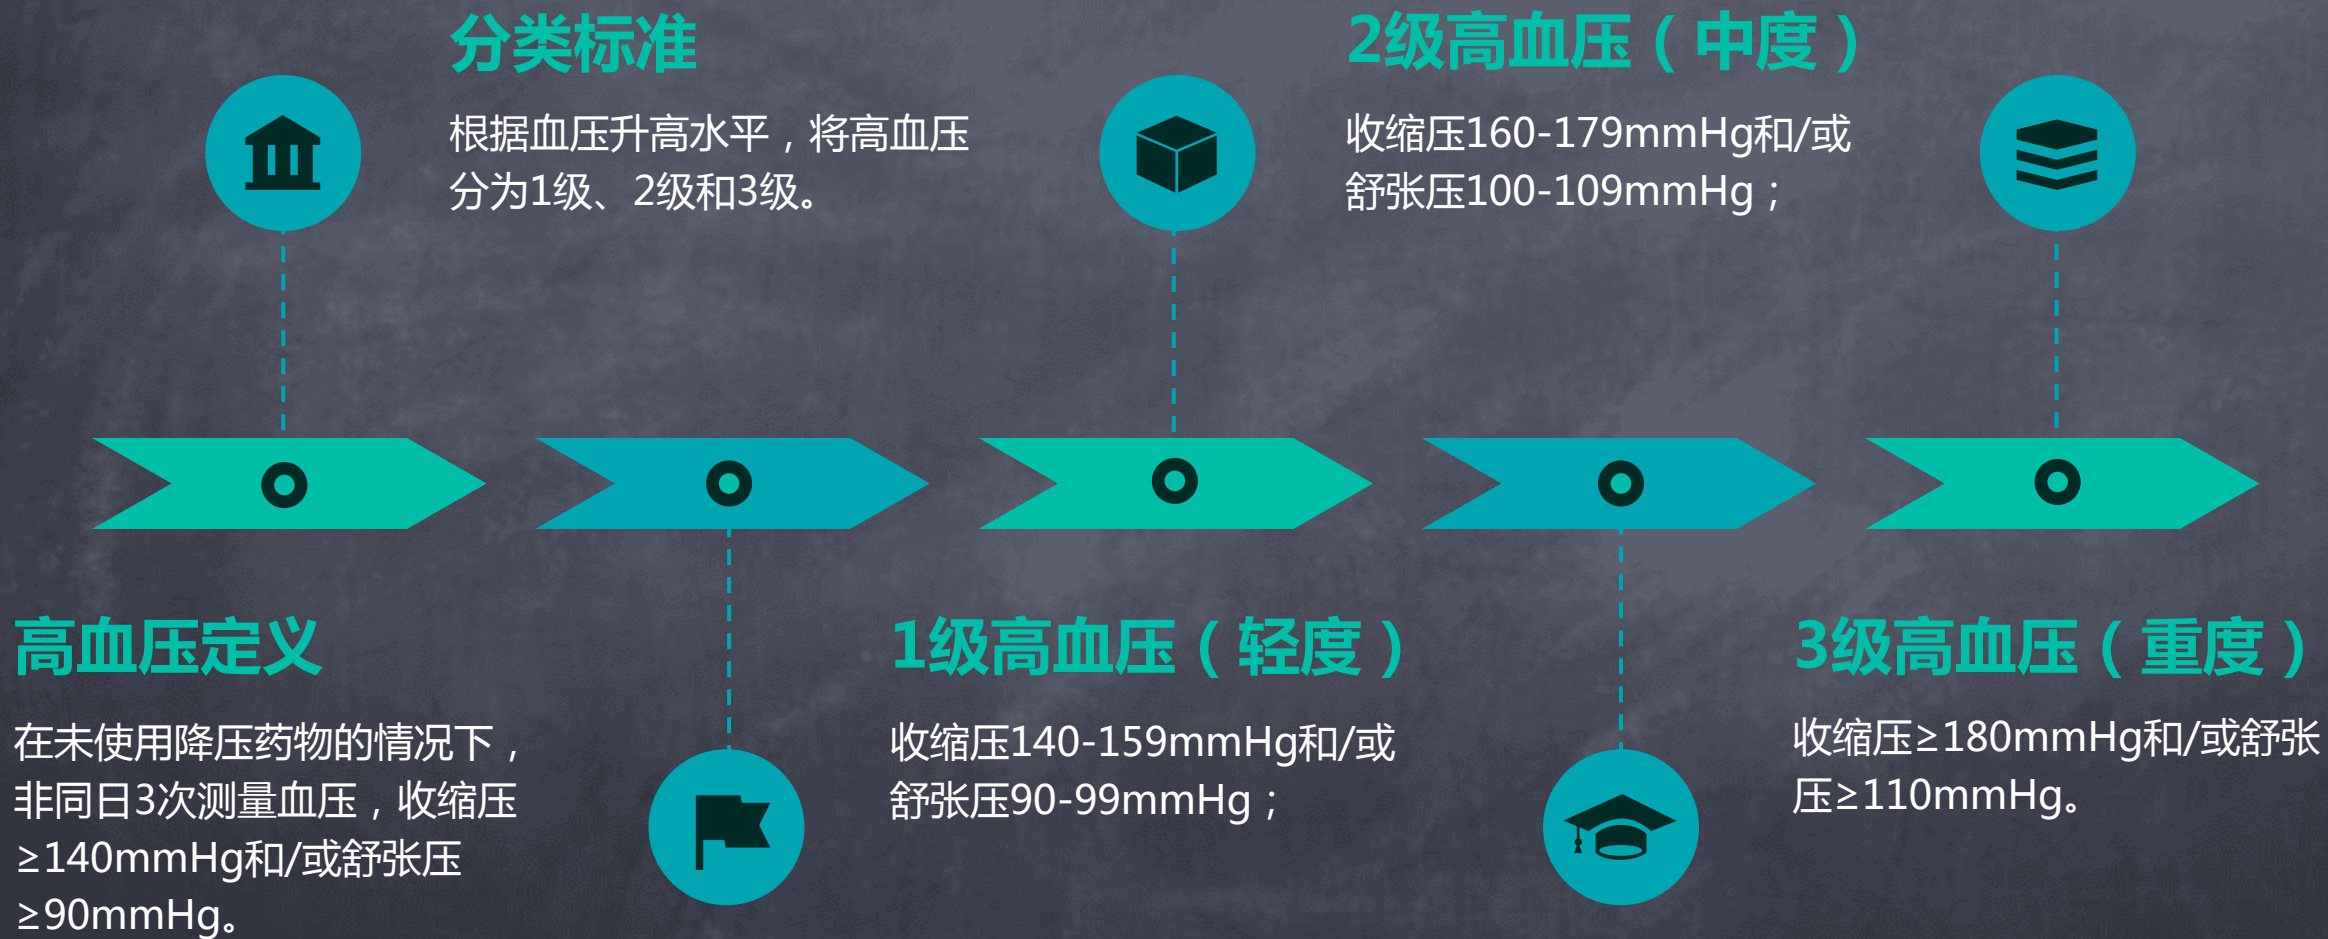 高血压定义
在未使用降压药物的情况下，
非同日3次测量血压，收缩压
≥140mmHg和/或舒张压
≥90mmHg。
分类标准
根据血压升高水平，将高血压
分为1级、2级和3级。
1级高血压（轻度）
收缩压140-159mmHg和/或
舒张压90-99mmHg；
2级高血压（中度）
收缩压160-179mmHg和/或
舒张压100-109mmHg；
3级高血压（重度）
收缩压≥180mmHg和/或舒张
压≥110mmHg。